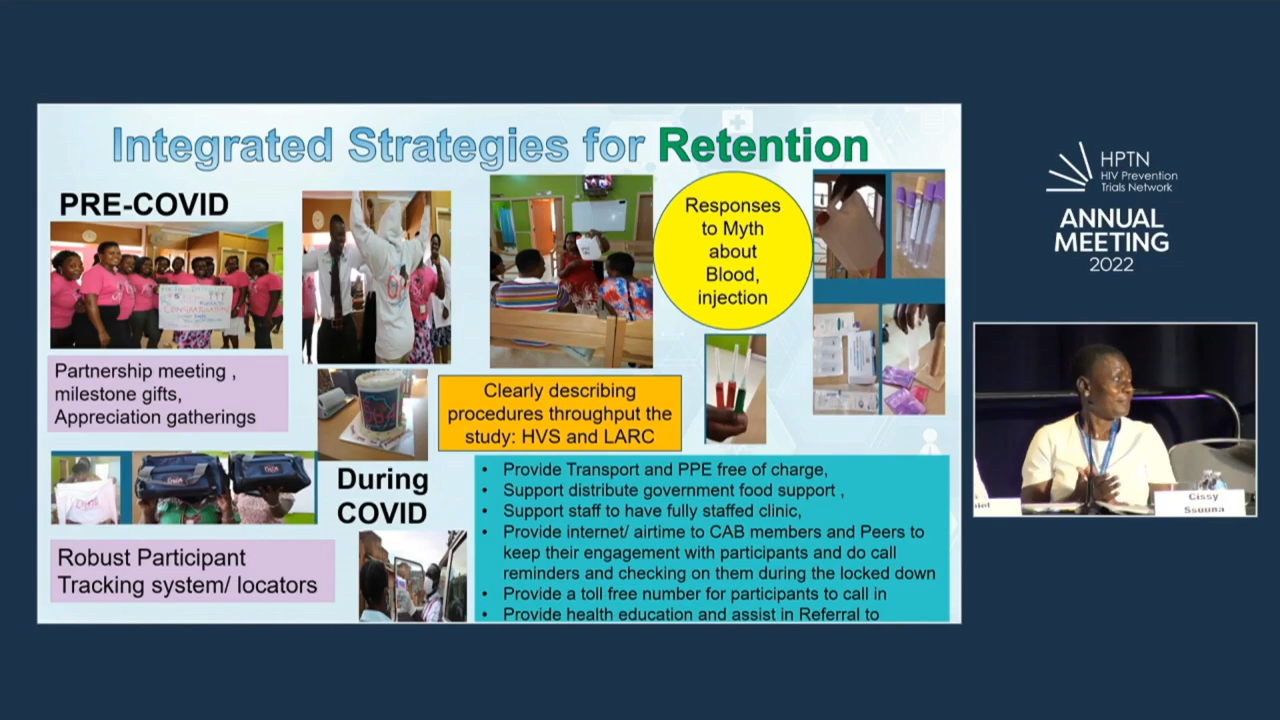 Integrated Strategies for Retention
PRE-COVID
Partnership meeting ,
milestone gifts,
Appreciation gatherings
Responses
to Myth
about
Blood,
injection
Clearly describing
procedures throughput the
study: HVS and LARC
During
COVID
Robust Participant
Tracking system/ locators
• Provide Transport and PPE free of charge,
• Support distribute government food support ,
• Support staff to have fully staffed clinic,
• Provide internet/ airtime to CAB members and Peers to
keep their engagement with participants and do call
reminders and checking on them during the locked down
• Provide a toll free number for participants to call in
• Provide health education and assist in Referral to
HPTN
HIV Prevention
Trials Network
ANNUAL
MEETING
2022
Cissy
Ssuuna